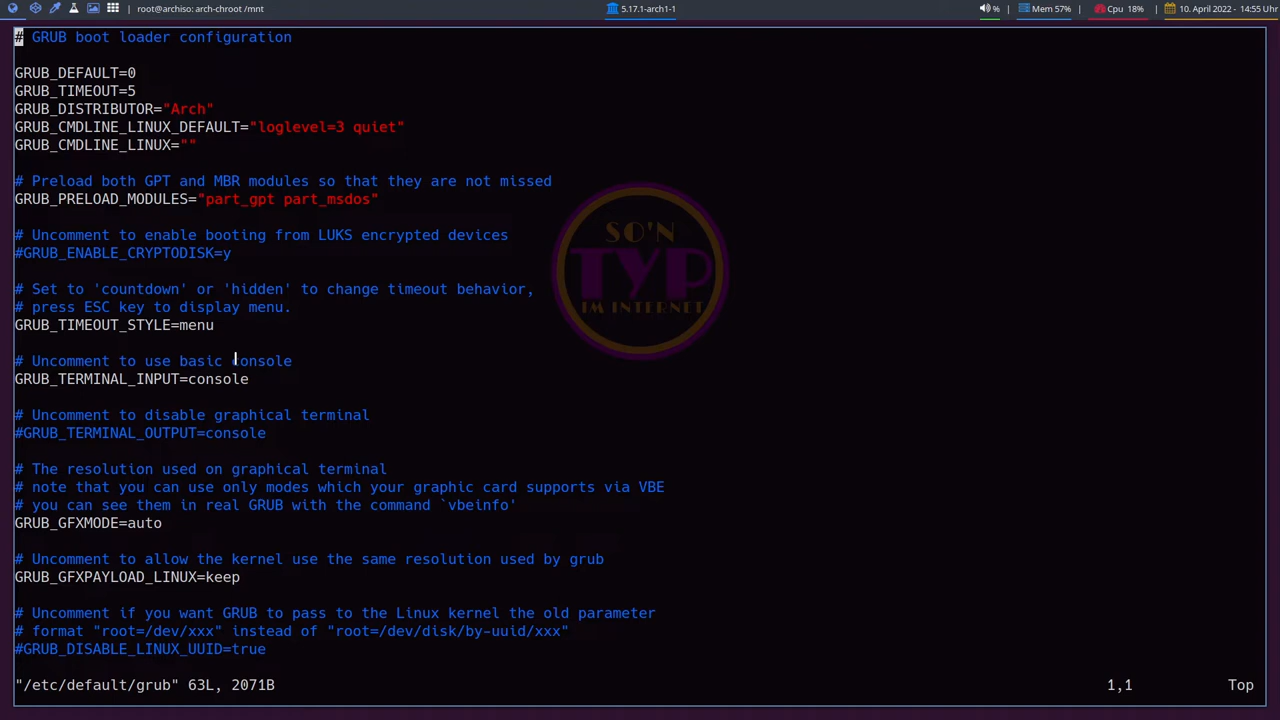 root@archiso: arch-chroot /mnt
5.17.1-arch1-1
% | Mem 57% | Cpu 18% | 10. April 2022 - 14:55 Uhr
# GRUB boot loader configuration
GRUB_DEFAULT=0
GRUB_TIMEOUT=5
GRUB_DISTRIBUTOR="Arch"
GRUB_CMDLINE_LINUX_DEFAULT="loglevel=3 quiet"
GRUB_CMDLINE_LINUX=""
# Preload both GPT and MBR modules so that they are not missed
GRUB_PRELOAD_MODULES="part_gpt part_msdos"
# Uncomment to enable booting from LUKS encrypted devices
#GRUB_ENABLE_CRYPTODISK=y
# Set to 'countdown' or 'hidden' to change timeout behavior,
# press ESC key to display menu.
GRUB_TIMEOUT_STYLE=menu
# Uncomment to use basic console
GRUB_TERMINAL_INPUT=console
# Uncomment to disable graphical terminal
#GRUB_TERMINAL_OUTPUT=console
# The resolution used on graphical terminal
# note that you can use only modes which your graphic card supports via VBE
# you can see them in real GRUB with the command `vbeinfo'
GRUB_GFXMODE=auto
# Uncomment to allow the kernel use the same resolution used by grub
GRUB_GFXPAYLOAD_LINUX=keep
# Uncomment if you want GRUB to pass to the Linux kernel the old parameter
# format "root=/dev/xxx" instead of "root=/dev/disk/by-uuid/xxx"
#GRUB_DISABLE_LINUX_UUID=true
"/etc/default/grub" 63L, 2071B 1,1 Top
SO'N
TYP
IM INTERNET